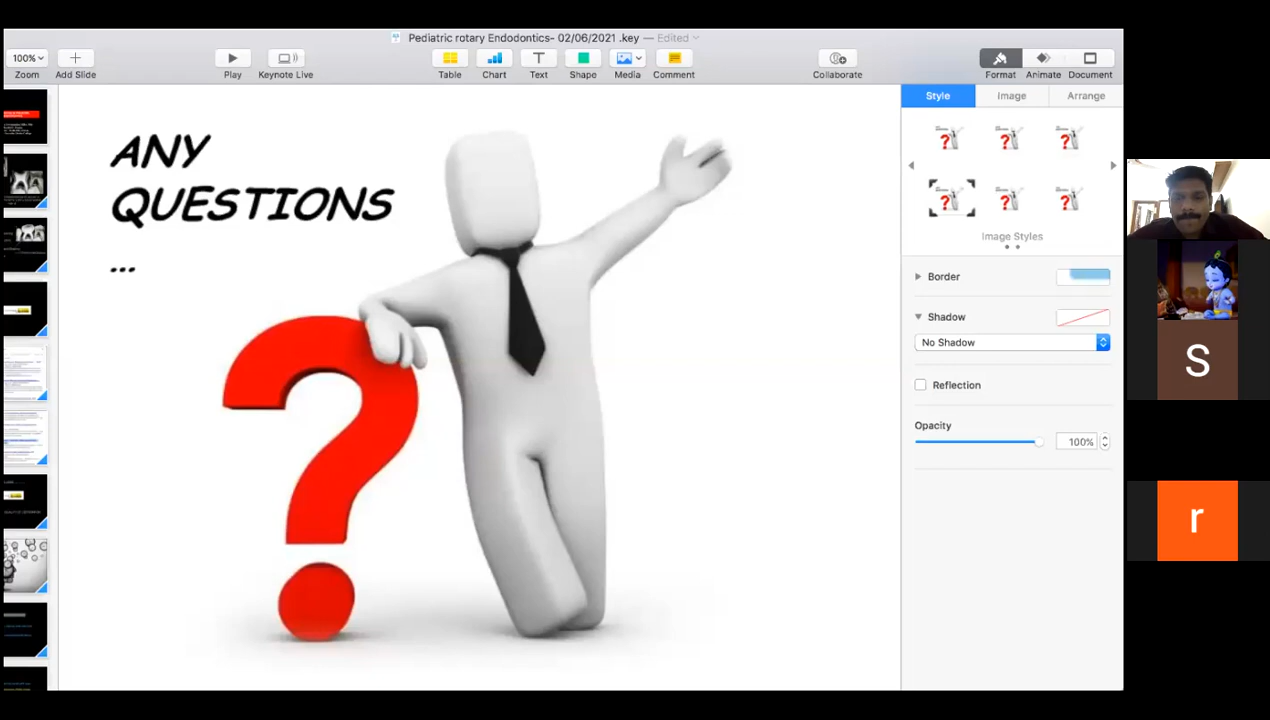 Pediatric rotary Endodontics- 02/06/2021 .key — Edited
100%
Zoom
Add Slide
Play
Keynote Live
Table
Chart
Text
Shape
Media
Comment
Collaborate
Format
Animate
Document
Style
Image
Arrange
ANY
QUESTIONS
...
?
Image Styles
Border
Shadow
No Shadow
Reflection
Opacity
100%
S
r